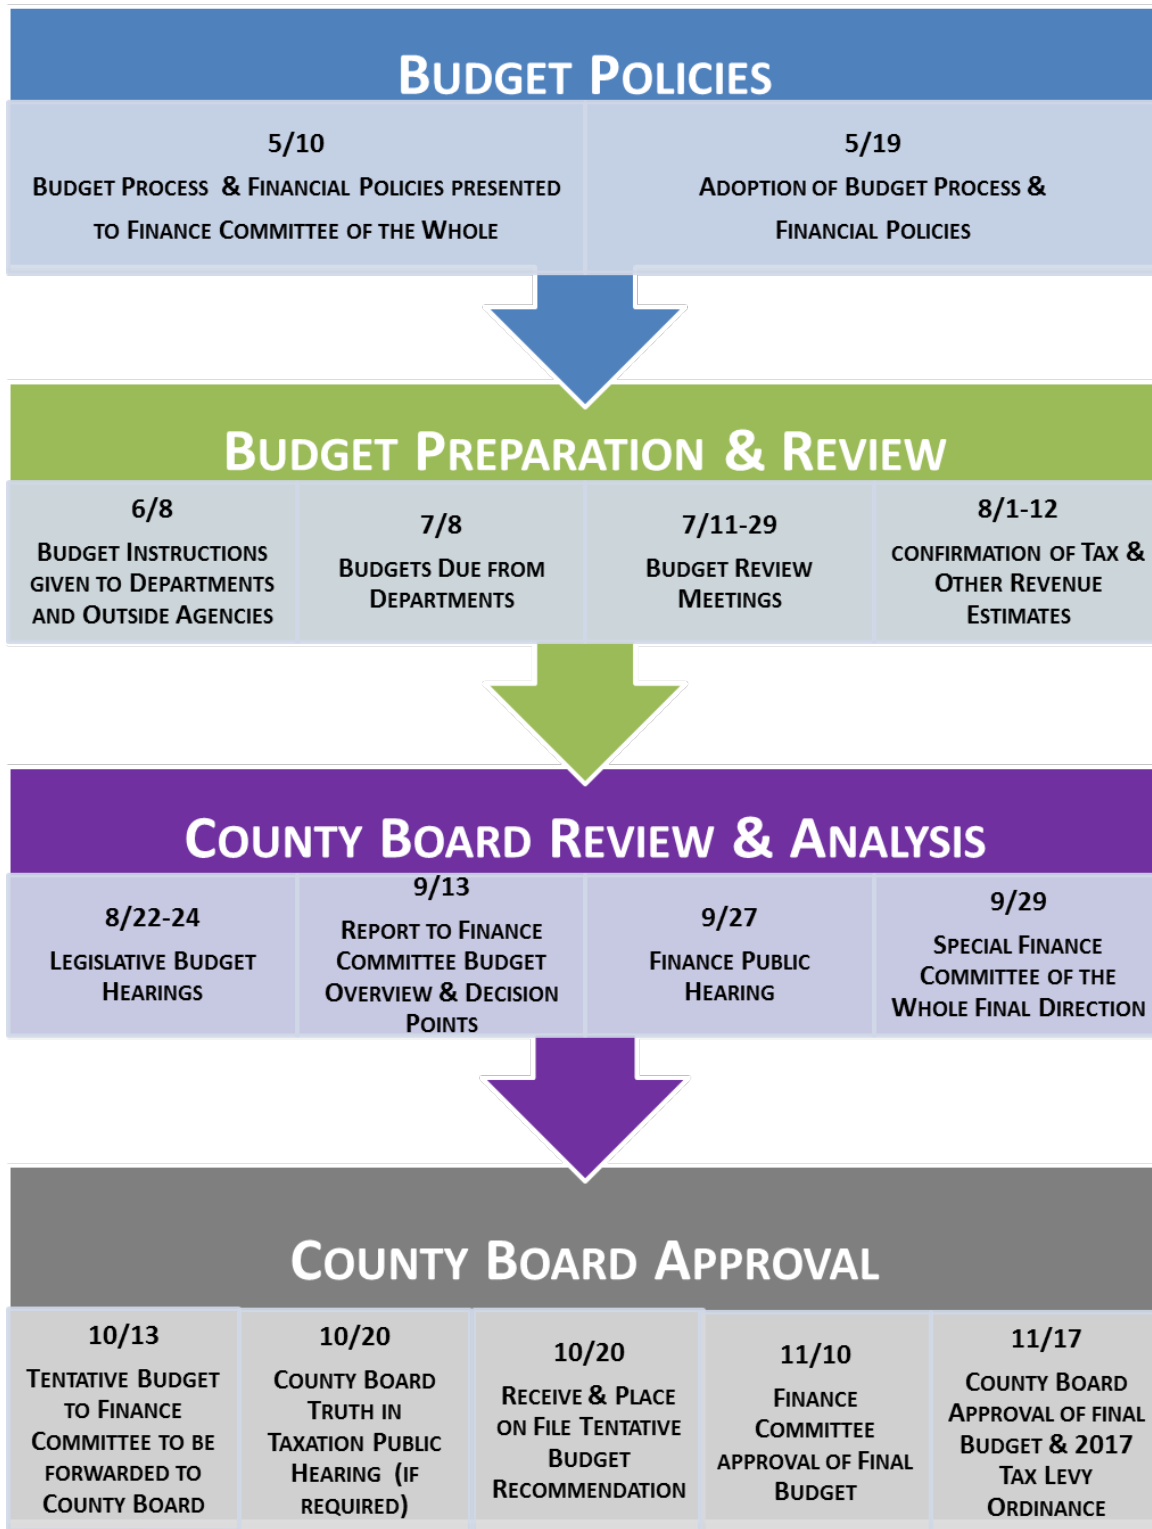 BUDGET POLICIES
5/10
BUDGET PROCESS & FINANCIAL POLICIES PRESENTED
TO FINANCE COMMITTEE OF THE WHOLE
5/19
ADOPTION OF BUDGET PROCESS &
FINANCIAL POLICIES
BUDGET PREPARATION & REVIEW
6/8
BUDGET INSTRUCTIONS
GIVEN TO DEPARTMENTS
AND OUTSIDE AGENCIES
7/8
BUDGETS DUE FROM
DEPARTMENTS
7/11-29
BUDGET REVIEW
MEETINGS
8/1-12
CONFIRMATION OF TAX &
OTHER REVENUE
ESTIMATES
COUNTY BOARD REVIEW & ANALYSIS
8/22-24
LEGISLATIVE BUDGET
HEARINGS
9/13
REPORT TO FINANCE
COMMITTEE BUDGET
OVERVIEW & DECISION
POINTS
9/27
FINANCE PUBLIC
HEARING
9/29
SPECIAL FINANCE
COMMITTEE OF THE
WHOLE FINAL DIRECTION
COUNTY BOARD APPROVAL
10/13
TENTATIVE BUDGET
TO FINANCE
COMMITTEE TO BE
FORWARDED TO
COUNTY BOARD
10/20
COUNTY BOARD
TRUTH IN
TAXATION PUBLIC
HEARING (IF
REQUIRED)
10/20
RECEIVE & PLACE
ON FILE TENTATIVE
BUDGET
RECOMMENDATION
11/10
FINANCE
COMMITTEE
APPROVAL OF FINAL
BUDGET
11/17
COUNTY BOARD
APPROVAL OF FINAL
BUDGET & 2017
TAX LEVY
ORDINANCE